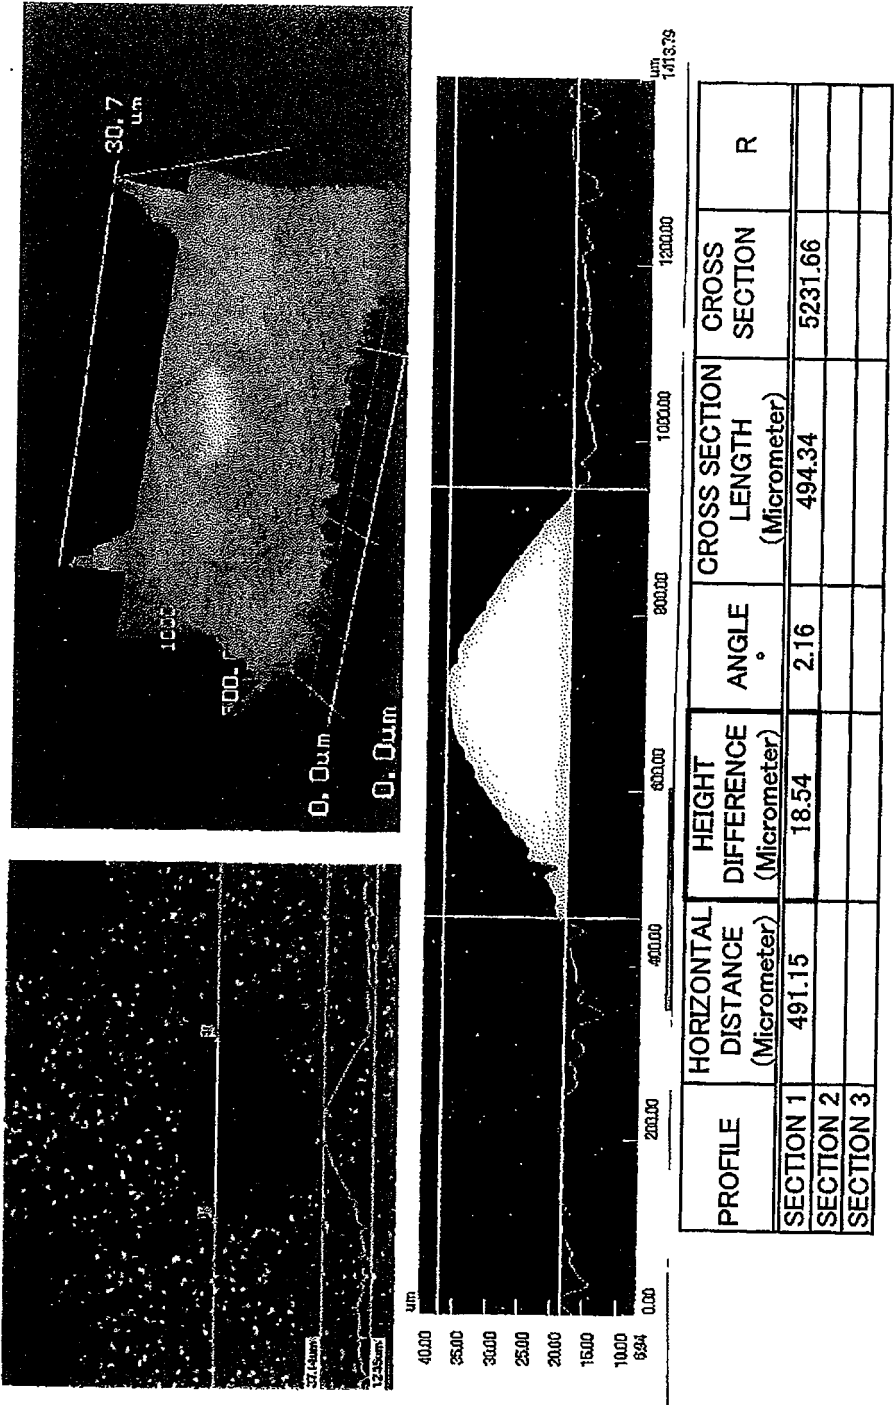 30.7
um
1000
0.0um
0.0um
um
40.00
35.00
30.00
25.00
20.00
15.00
10.00
6.94
0.00
200.00
400.00
600.00
800.00
1000.00
1200.00
um
1413.79
PROFILE HORIZONTAL DISTANCE (Micrometer) HEIGHT DIFFERENCE (Micrometer) ANGLE ° CROSS SECTION LENGTH (Micrometer) CROSS SECTION R
SECTION 1 491.15 18.54 2.16 494.34 5231.66
SECTION 2
SECTION 3